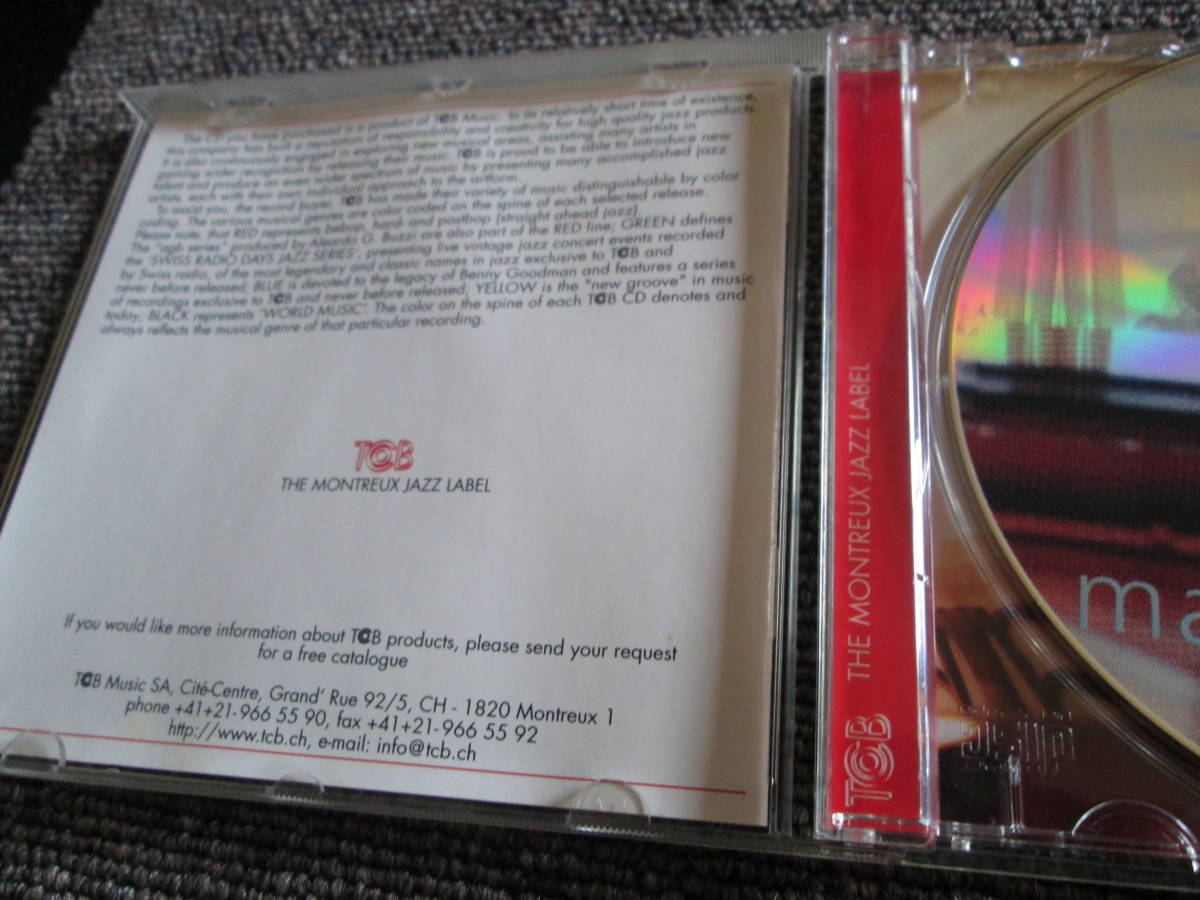 The CD you have purchased is a product of TCB Music. In its relatively short time of existence,
this company has built a reputation of responsibility and creativity for high quality jazz products.
It is also continuously engaged in exploring new musical areas, assisting many artists in
gaining wider recognition by recording their music. TCB is proud to be able to introduce new
talent and produce an even wider spectrum of music by presenting many accomplished jazz
artists, each with their own individual approach to the artform.
To assist you, the record buyer, TCB has made their variety of music distinguishable by color
coding. The various musical genres are color coded on the spine of each selected release.
Please note, that RED represents bebop, hard- and postbop (straight ahead jazz).
The "agb series" produced by Aleardo G. Buzzi are also part of the RED line; GREEN defines
the 'SWISS RADIO DAYS JAZZ SERIES', presenting live vintage jazz concert events recorded
by Swiss radio, of the most legendary and classic names in jazz exclusive to TCB and
never before released; BLUE is devoted to the legacy of Benny Goodman and features a series
of recordings exclusive to TCB and never before released; YELLOW is the "new groove" in music
today, BLACK represents 'WORLD MUSIC'. The color on the spine of each TCB CD denotes and
always reflects the musical genre of that particular recording.
TCB
THE MONTREUX JAZZ LABEL
If you would like more information about TCB products, please send your request
for a free catalogue
TCB Music SA, Cité-Centre, Grand' Rue 92/5, CH - 1820 Montreux 1
phone +41+21-966 55 90, fax +41+21-966 55 92
http://www.tcb.ch, e-mail: info@tcb.ch
TCB THE MONTREUX JAZZ LABEL
ma